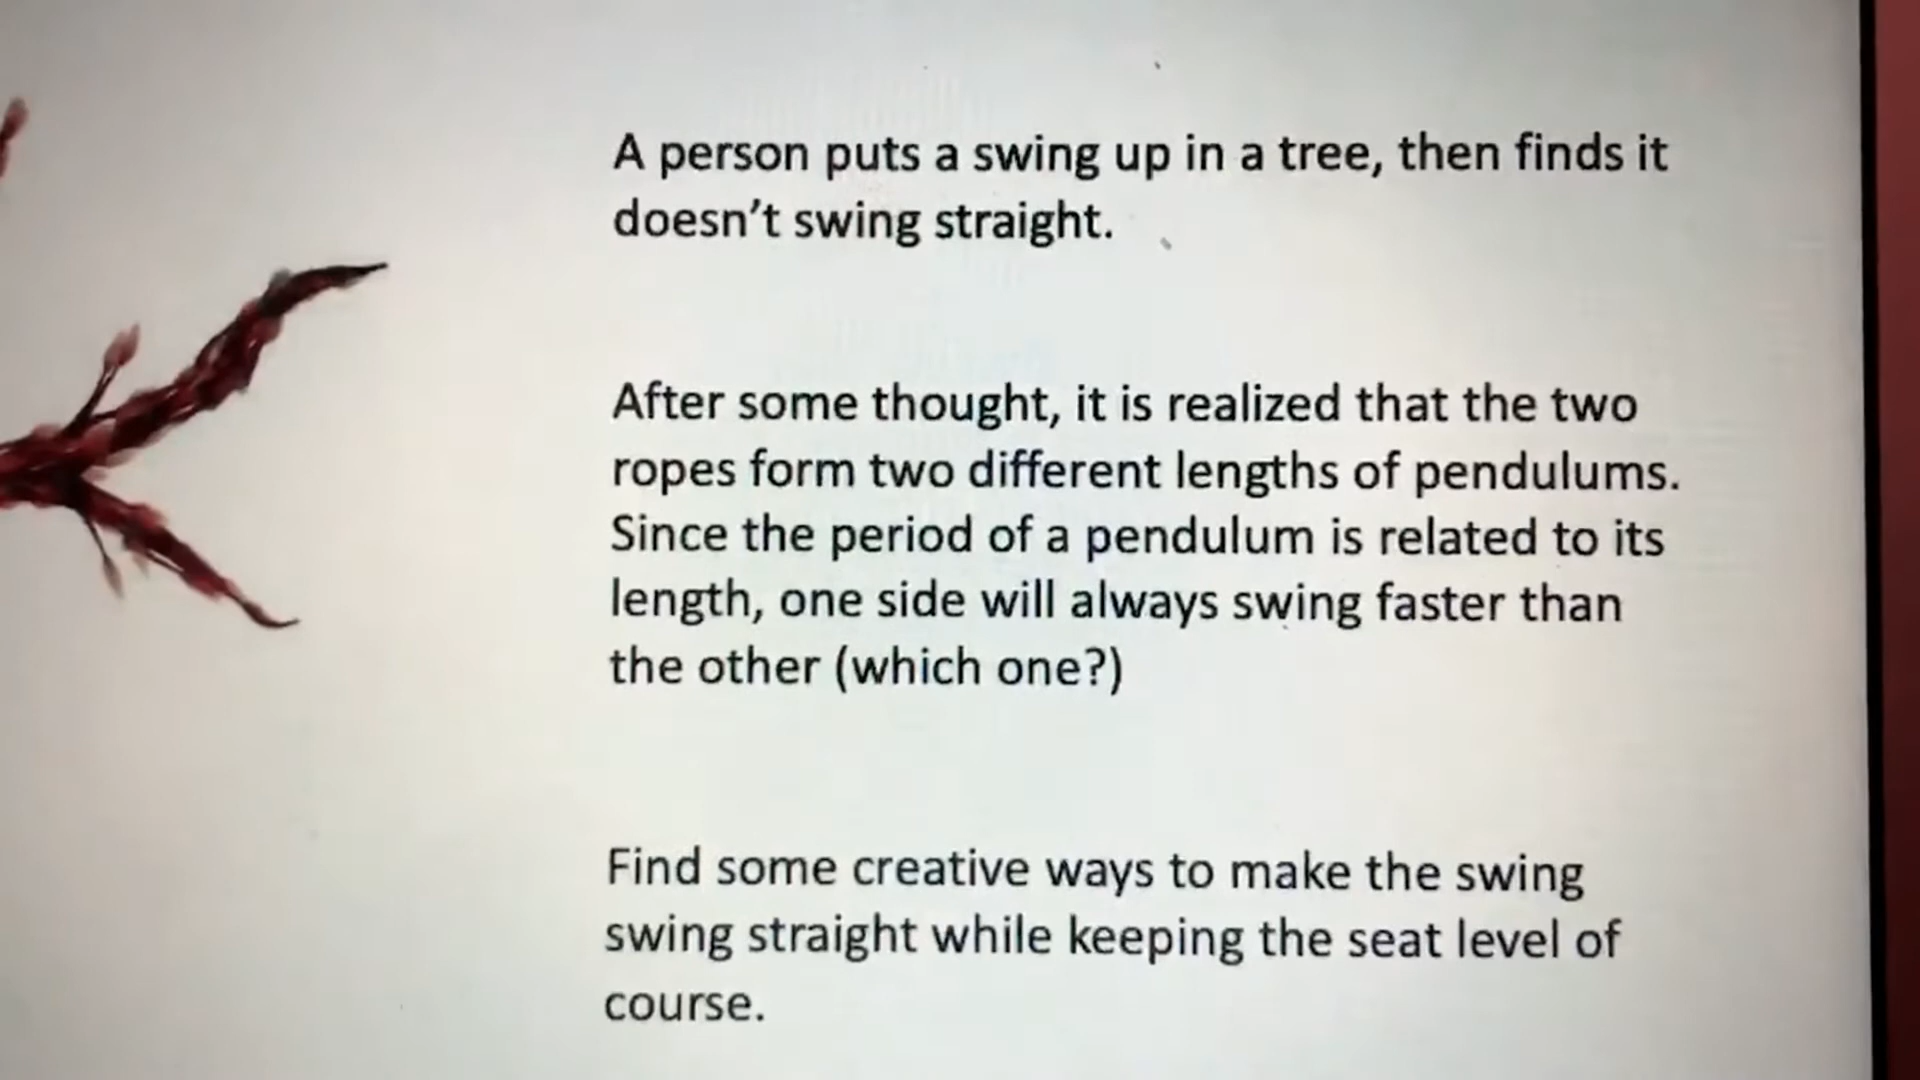 A person puts a swing up in a tree, then finds it
doesn't swing straight.
After some thought, it is realized that the two
ropes form two different lengths of pendulums.
Since the period of a pendulum is related to its
length, one side will always swing faster than
the other (which one?)
Find some creative ways to make the swing
swing straight while keeping the seat level of
course.